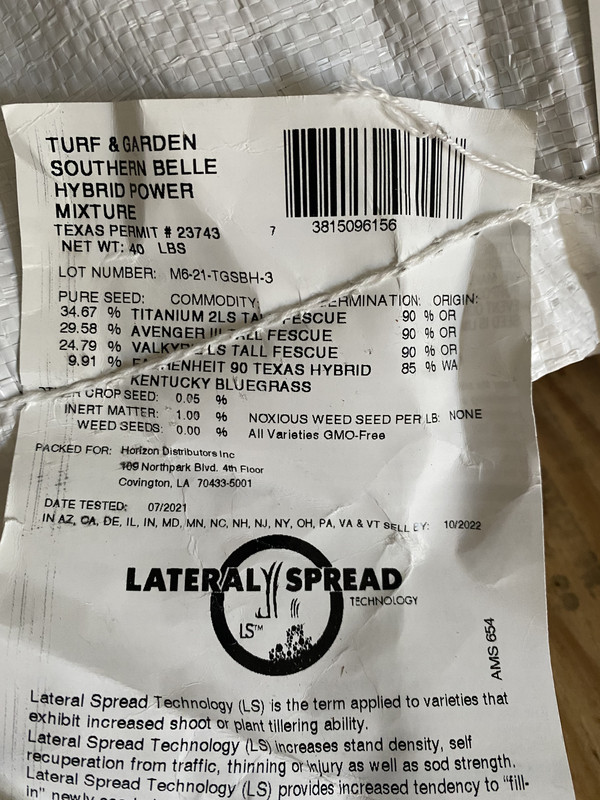 TURF & GARDEN
SOUTHERN BELLE
HYBRID POWER
MIXTURE
TEXAS PERMIT # 23743
NET WT: 40 LBS
7 3815096156
LOT NUMBER: M6-21-TGSBH-3
PURE SEED: COMMODITY: ERMINATION: ORIGIN:
34.67 % TITANIUM 2LS TALL FESCUE 90 % OR
29.58 % AVENGER III TALL FESCUE 90 % OR
24.79 % VALKYRIE LS TALL FESCUE 90 % OR
9.91 % FAHRENHEIT 90 TEXAS HYBRID 85 % WA
KENTUCKY BLUEGRASS
OTHER CROP SEED: 0.05 %
INERT MATTER: 1.00 % NOXIOUS WEED SEED PER LB: NONE
WEED SEEDS: 0.00 % All Varieties GMO-Free
PACKED FOR: Horizon Distributors Inc
109 Northpark Blvd. 4th Floor
Covington, LA 70433-5001
DATE TESTED: 07/2021
IN AZ, CA, DE, IL, IN, MD, MN, NC, NH, NJ, NY, OH, PA, VA & VT SELL BY: 10/2022
LATERAL SPREAD
TECHNOLOGY
LS™
AMS 654
Lateral Spread Technology (LS) is the term applied to varieties that
exhibit increased shoot or plant tillering ability.
Lateral Spread Technology (LS) increases stand density, self
recuperation from traffic, thinning or injury as well as sod strength.
Lateral Spread Technology (LS) provides increased tendency to "fill-
in" newly